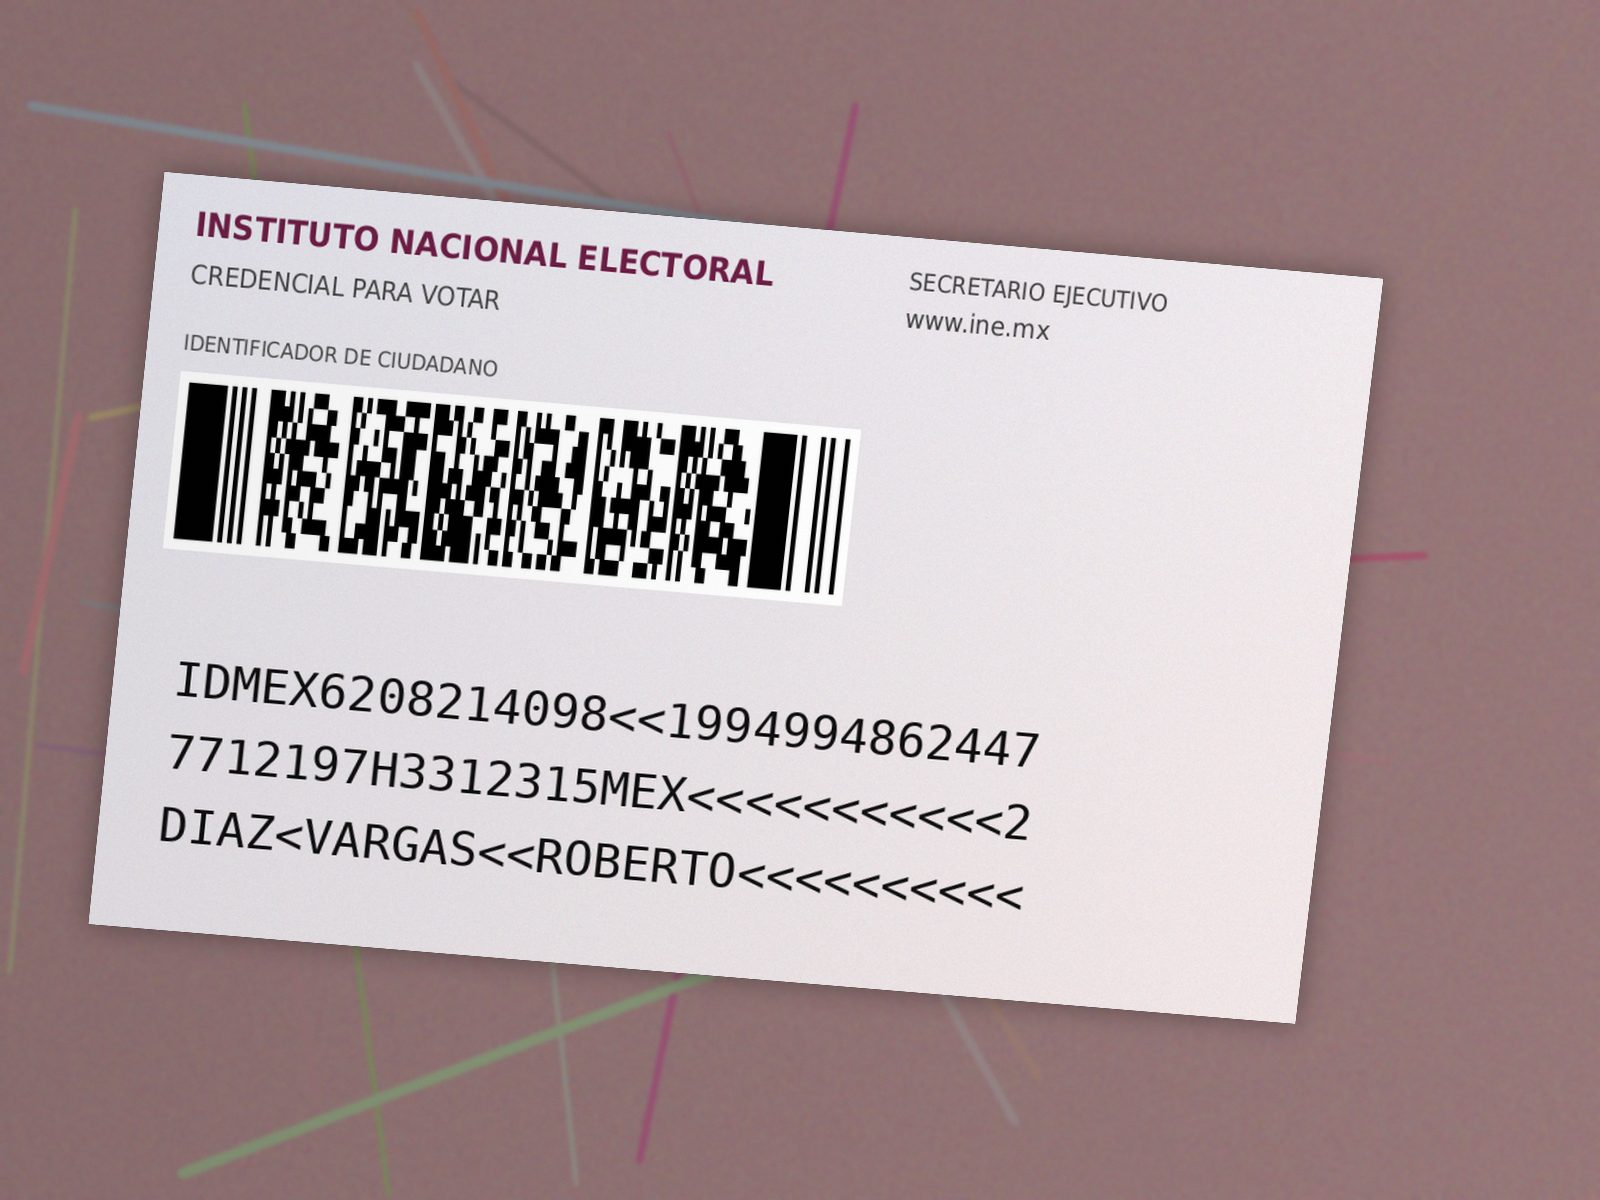 INSTITUTO NACIONAL ELECTORAL
CREDENCIAL PARA VOTAR
SECRETARIO EJECUTIVO
www.ine.mx
IDENTIFICADOR DE CIUDADANO
IDMEX6208214098<<1994994862447
7712197H3312315MEX<<<<<<<<<<<2
DIAZ<VARGAS<<ROBERTO<<<<<<<<<<